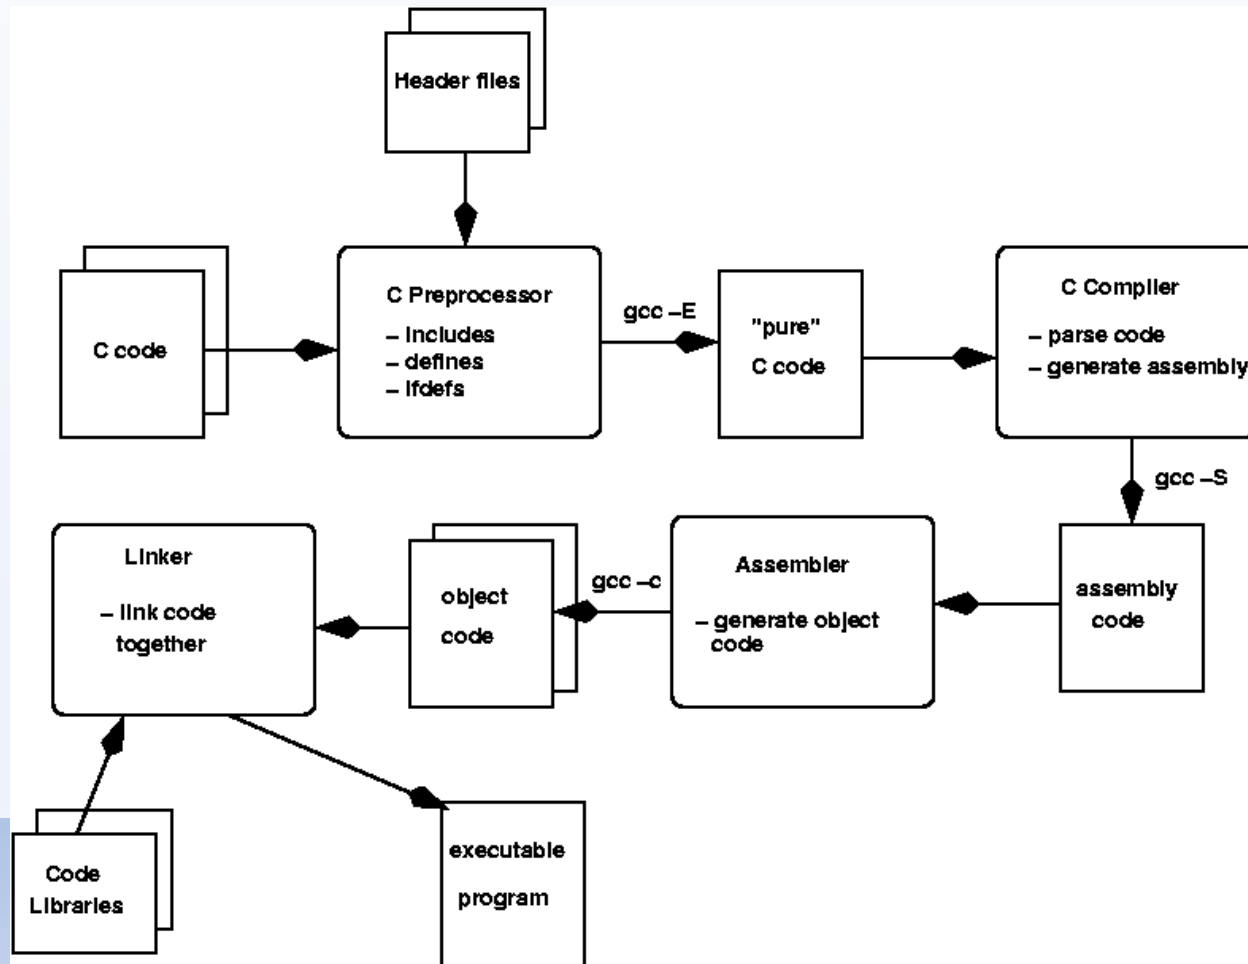 Header files
C code
C Preprocessor
– includes
– defines
– ifdefs
gcc –E
"pure"
C code
C Compiler
– parse code
– generate assembly
gcc –S
Linker
– link code
together
object
code
gcc –c
Assembler
– generate object
code
assembly
code
Code
Libraries
executable
program